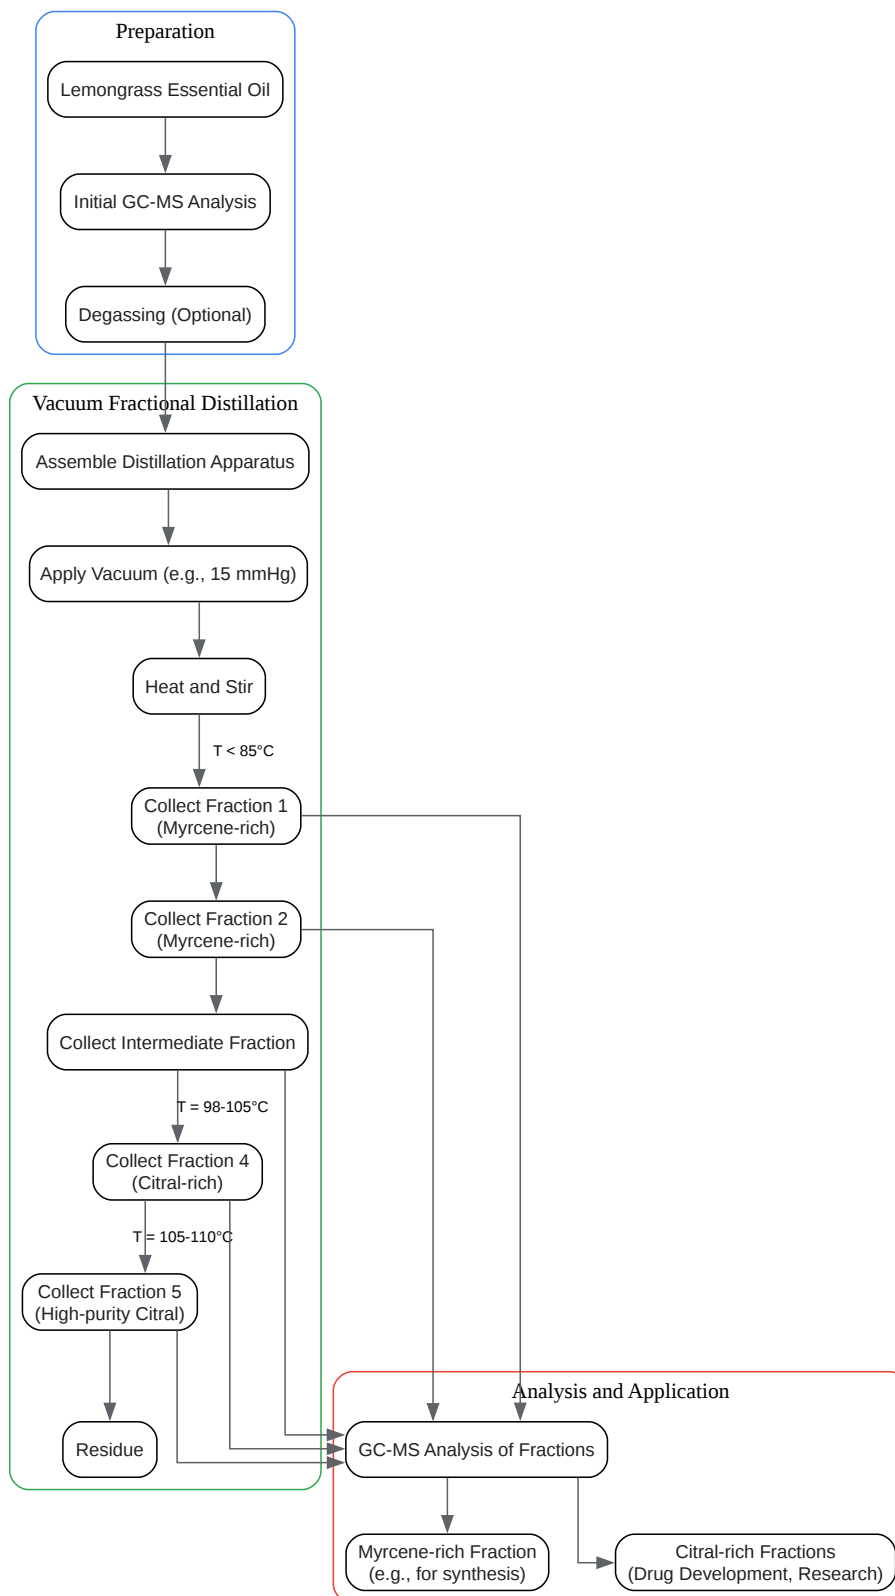 Preparation
Lemongrass Essential Oil
Initial GC-MS Analysis
Degassing (Optional)
Vacuum Fractional Distillation
Assemble Distillation Apparatus
Apply Vacuum (e.g., 15 mmHg)
Heat and Stir
T < 85°C
Collect Fraction 1
(Myrcene-rich)
Collect Fraction 2
(Myrcene-rich)
Collect Intermediate Fraction
T = 98-105°C
Collect Fraction 4
(Citral-rich)
T = 105-110°C
Collect Fraction 5
(High-purity Citral)
Residue
Analysis and Application
GC-MS Analysis of Fractions
Myrcene-rich Fraction
(e.g., for synthesis)
Citral-rich Fractions
(Drug Development, Research)